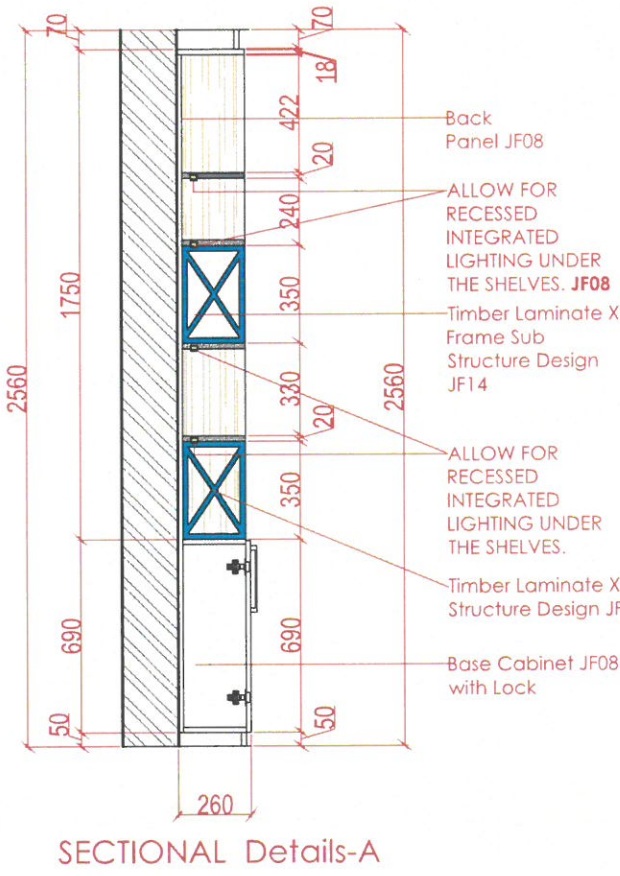 70
70
18
422
Back
Panel JF08
20
ALLOW FOR
RECESSED
INTEGRATED
LIGHTING UNDER
THE SHELVES. JF08
240
1750
350
Timber Laminate X
Frame Sub
Structure Design
JF14
2560
330
2560
20
ALLOW FOR
RECESSED
INTEGRATED
LIGHTING UNDER
THE SHELVES.
350
Timber Laminate X
Structure Design JF
690
690
Base Cabinet JF08
with Lock
50
50
260
SECTIONAL Details-A